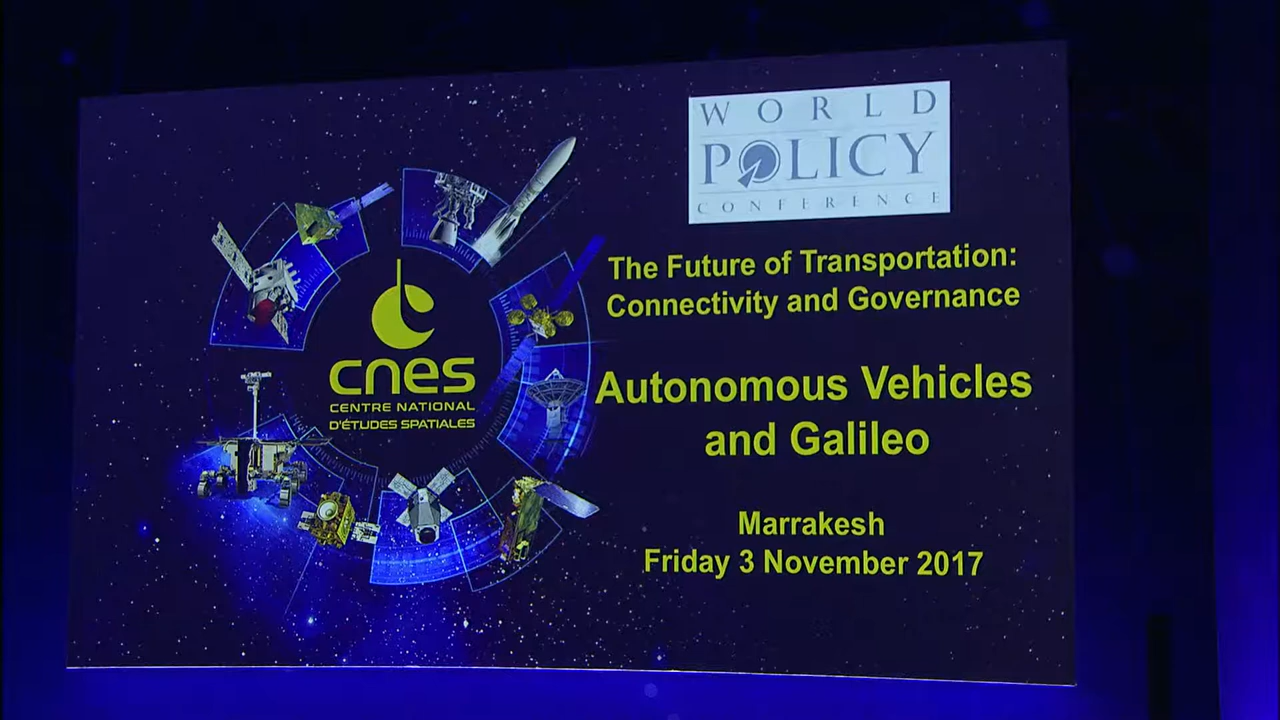 WORLD
POLICY
CONFERENCE
The Future of Transportation:
Connectivity and Governance
cnes
CENTRE NATIONAL
D'ÉTUDES SPATIALES
Autonomous Vehicles
and Galileo
Marrakesh
Friday 3 November 2017